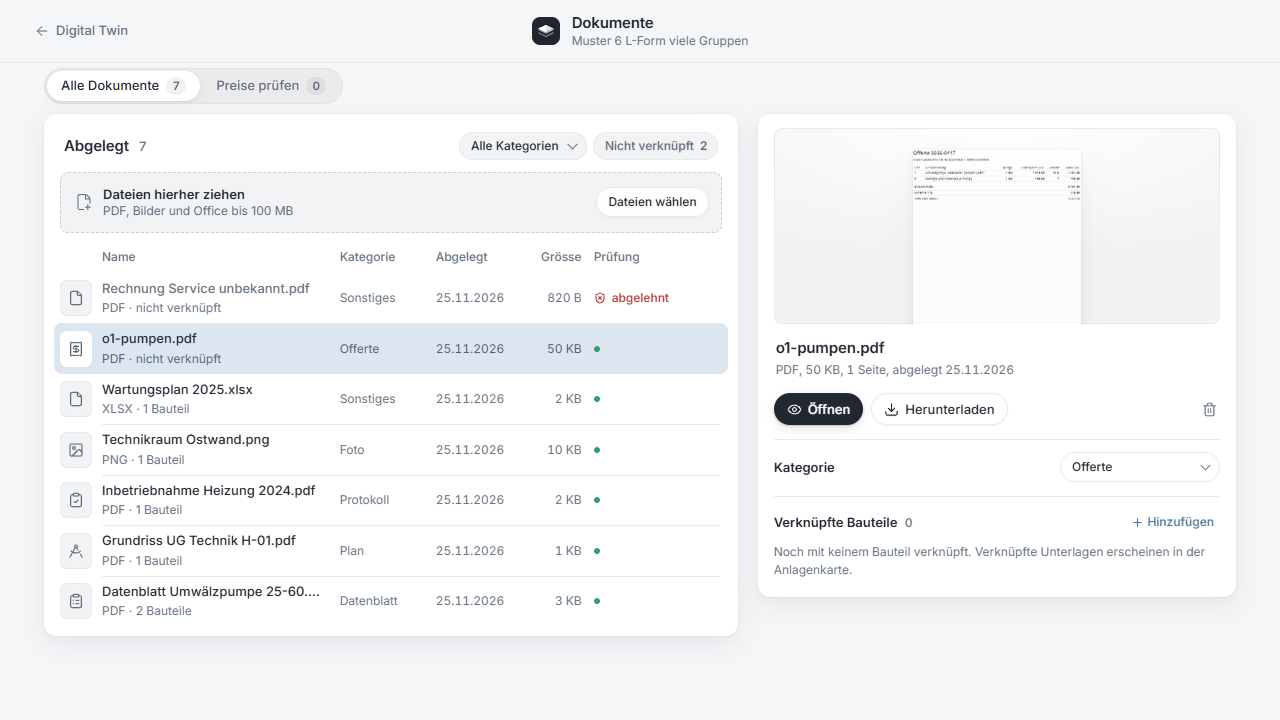 Digital Twin
Dokumente
Muster 6 L-Form viele Gruppen
Alle Dokumente 7
Preise prüfen 0
Abgelegt 7
Alle Kategorien
Nicht verknüpft 2
Dateien hierher ziehen
PDF, Bilder und Office bis 100 MB
Dateien wählen
Name Kategorie Abgelegt Grösse Prüfung
Rechnung Service unbekannt.pdf
PDF · nicht verknüpft
Sonstiges 25.11.2026 820 B abgelehnt
o1-pumpen.pdf
PDF · nicht verknüpft
Offerte 25.11.2026 50 KB
Wartungsplan 2025.xlsx
XLSX · 1 Bauteil
Sonstiges 25.11.2026 2 KB
Technikraum Ostwand.png
PNG · 1 Bauteil
Foto 25.11.2026 10 KB
Inbetriebnahme Heizung 2024.pdf
PDF · 1 Bauteil
Protokoll 25.11.2026 2 KB
Grundriss UG Technik H-01.pdf
PDF · 1 Bauteil
Plan 25.11.2026 1 KB
Datenblatt Umwälzpumpe 25-60....
PDF · 2 Bauteile
Datenblatt 25.11.2026 3 KB
Offerte
o1-pumpen.pdf
PDF, 50 KB, 1 Seite, abgelegt 25.11.2026
Öffnen
Herunterladen
Kategorie
Offerte
Verknüpfte Bauteile 0
Hinzufügen
Noch mit keinem Bauteil verknüpft. Verknüpfte Unterlagen erscheinen in der
Anlagenkarte.